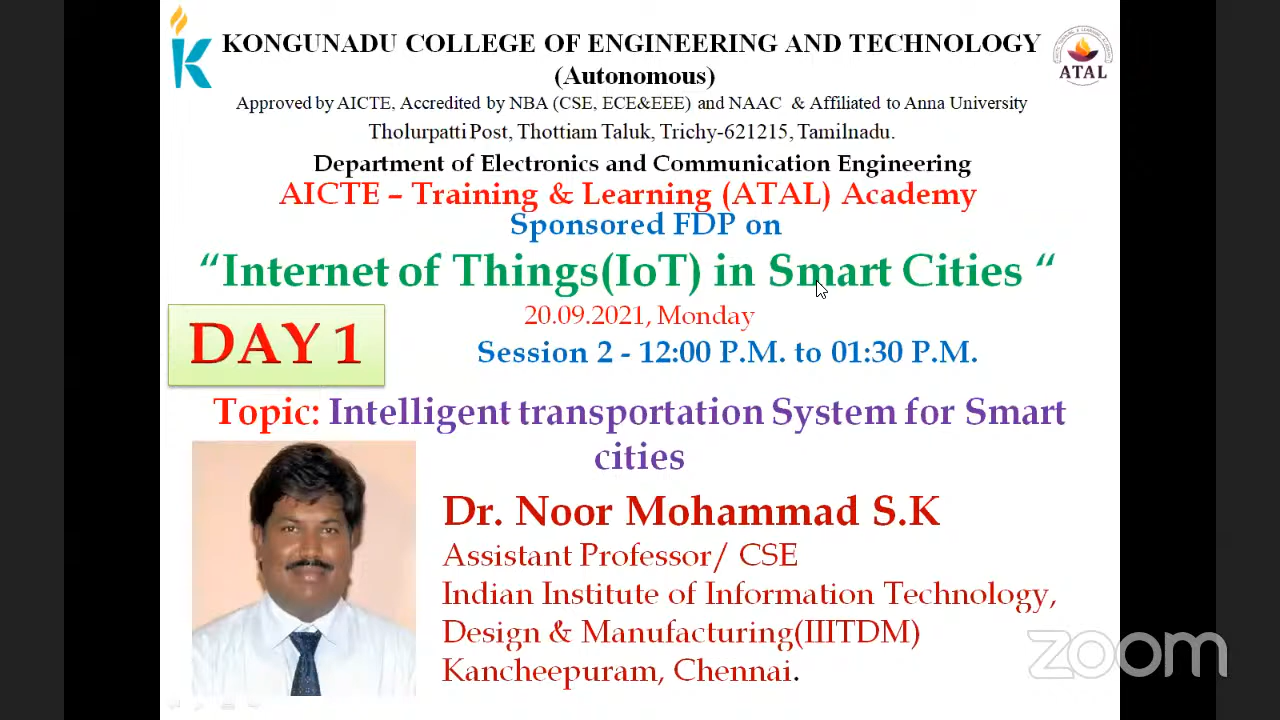 KONGUNADU COLLEGE OF ENGINEERING AND TECHNOLOGY
(Autonomous)
Approved by AICTE, Accredited by NBA (CSE, ECE&EEE) and NAAC & Affiliated to Anna University
Tholurpatti Post, Thottiam Taluk, Trichy-621215, Tamilnadu.
Department of Electronics and Communication Engineering
AICTE – Training & Learning (ATAL) Academy
Sponsored FDP on
“Internet of Things(IoT) in Smart Cities “
20.09.2021, Monday
DAY 1
Session 2 - 12:00 P.M. to 01:30 P.M.
Topic: Intelligent transportation System for Smart
cities
Dr. Noor Mohammad S.K
Assistant Professor/ CSE
Indian Institute of Information Technology,
Design & Manufacturing(IIITDM)
Kancheepuram, Chennai.
K
ATAL
zoom